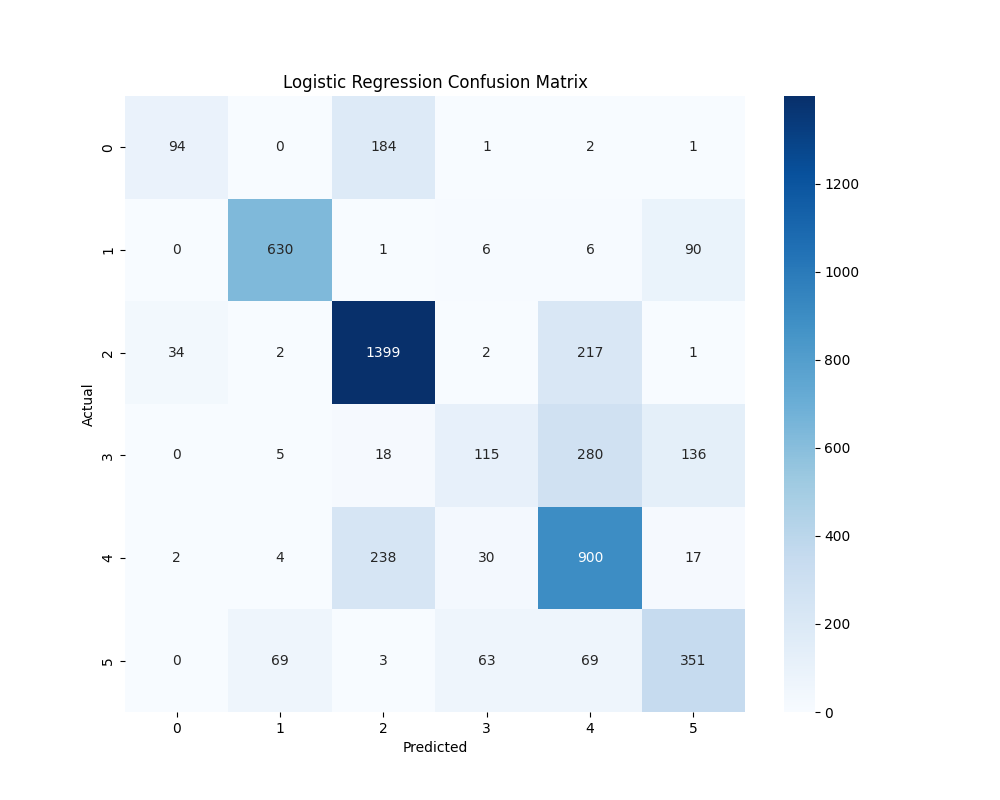 Logistic Regression Confusion Matrix
0 94 0 184 1 2 1
1 0 630 1 6 6 90
2 34 2 1399 2 217 1
3 0 5 18 115 280 136
4 2 4 238 30 900 17
5 0 69 3 63 69 351
0 1 2 3 4 5
Predicted
Actual
1200
1000
800
600
400
200
0